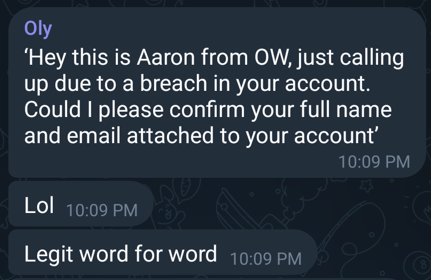 Oly
‘Hey this is Aaron from OW, just calling
up due to a breach in your account.
Could I please confirm your full name
and email attached to your account’
10:09 PM
Lol 10:09 PM
Legit word for word 10:09 PM